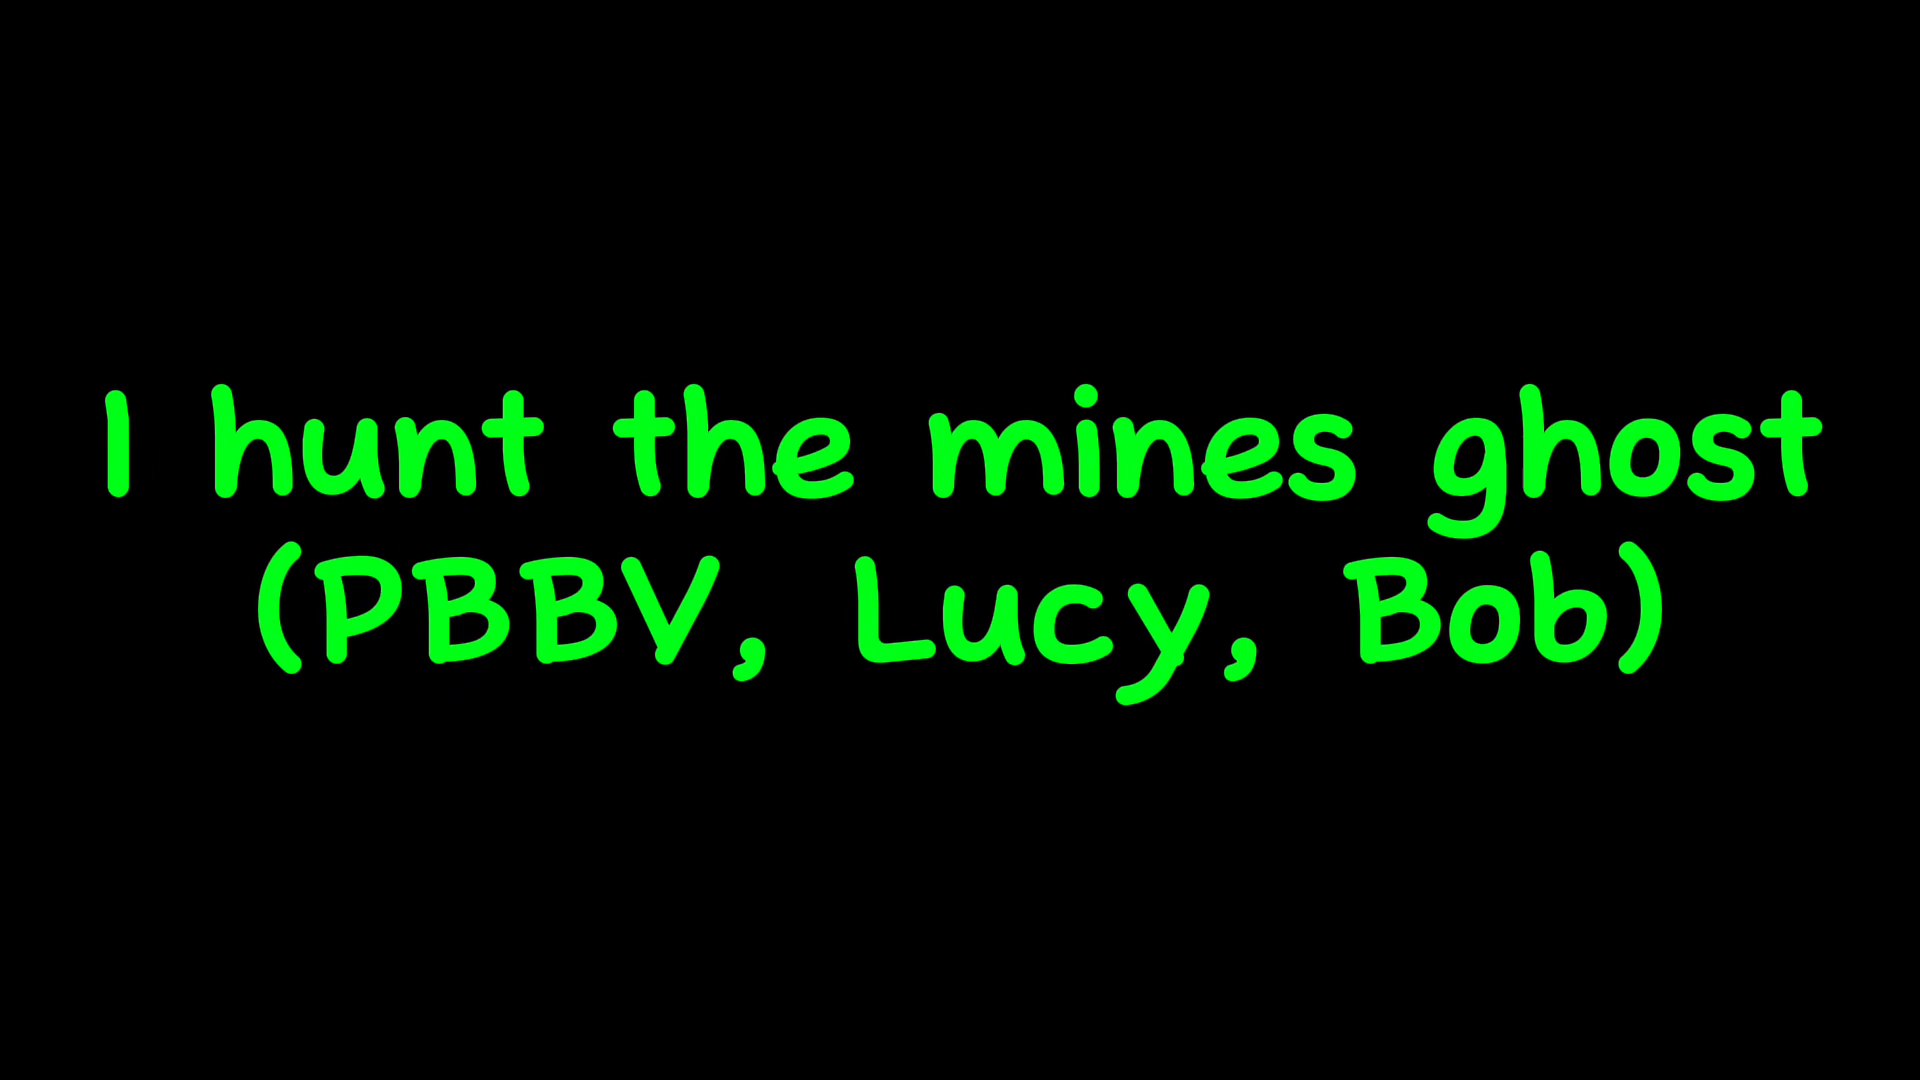 I hunt the mines ghost
(PBBV, Lucy, Bob)